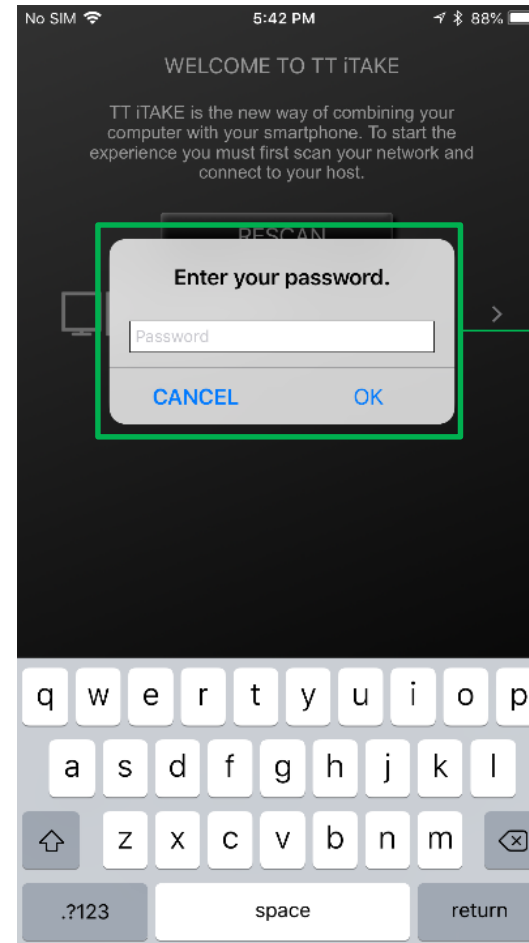 No SIM 5:42 PM 88%
WELCOME TO TT iTAKE
TT iTAKE is the new way of combining your
computer with your smartphone. To start the
experience you must first scan your network and
connect to your host.
RESCAN
Enter your password.
Password
CANCEL OK
q w e r t y u i o p
a s d f g h j k l
z x c v b n m
.?123 space return